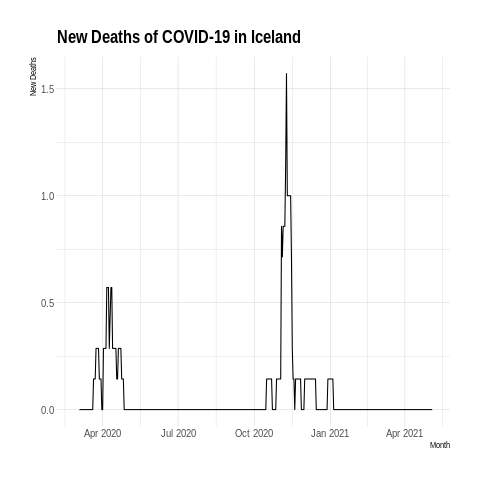 New Deaths of COVID-19 in Iceland
New Deaths
1.5
1.0
0.5
0.0
Apr 2020 Jul 2020 Oct 2020 Jan 2021 Apr 2021
Month